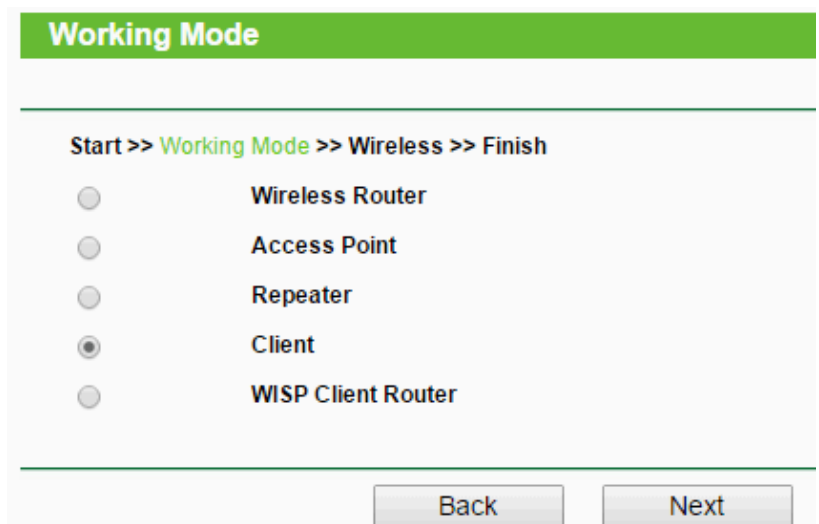 Working Mode
Start >> Working Mode >> Wireless >> Finish
Wireless Router
Access Point
Repeater
Client
WISP Client Router
Back Next